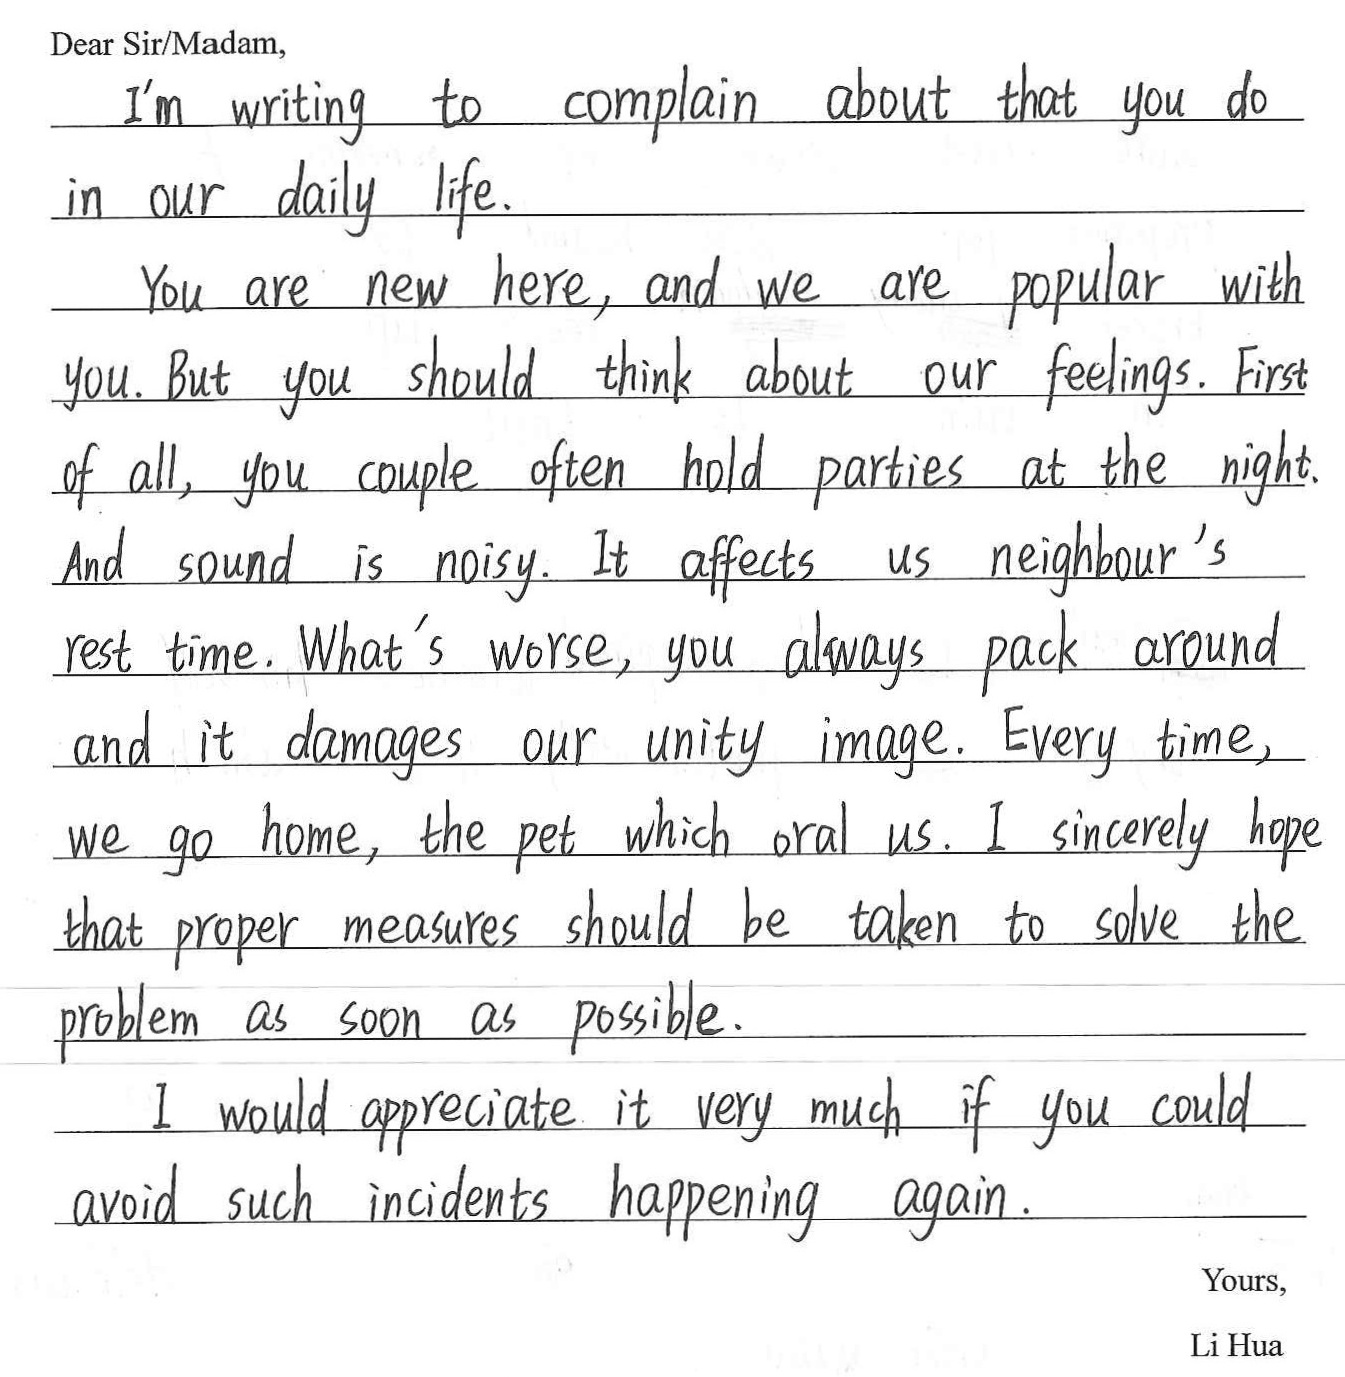 Dear Sir/Madam,
I'm writing to complain about that you do
in our daily life.
You are new here, and we are popular with
you. But you should think about our feelings. First
of all, you couple often hold parties at the night.
And sound is noisy. It affects us neighbour's
rest time. What's worse, you always pack around
and it damages our unity image. Every time,
we go home, the pet which oral us. I sincerely hope
that proper measures should be taken to solve the
problem as soon as possible.
I would appreciate it very much if you could
avoid such incidents happening again.
Yours,
Li Hua